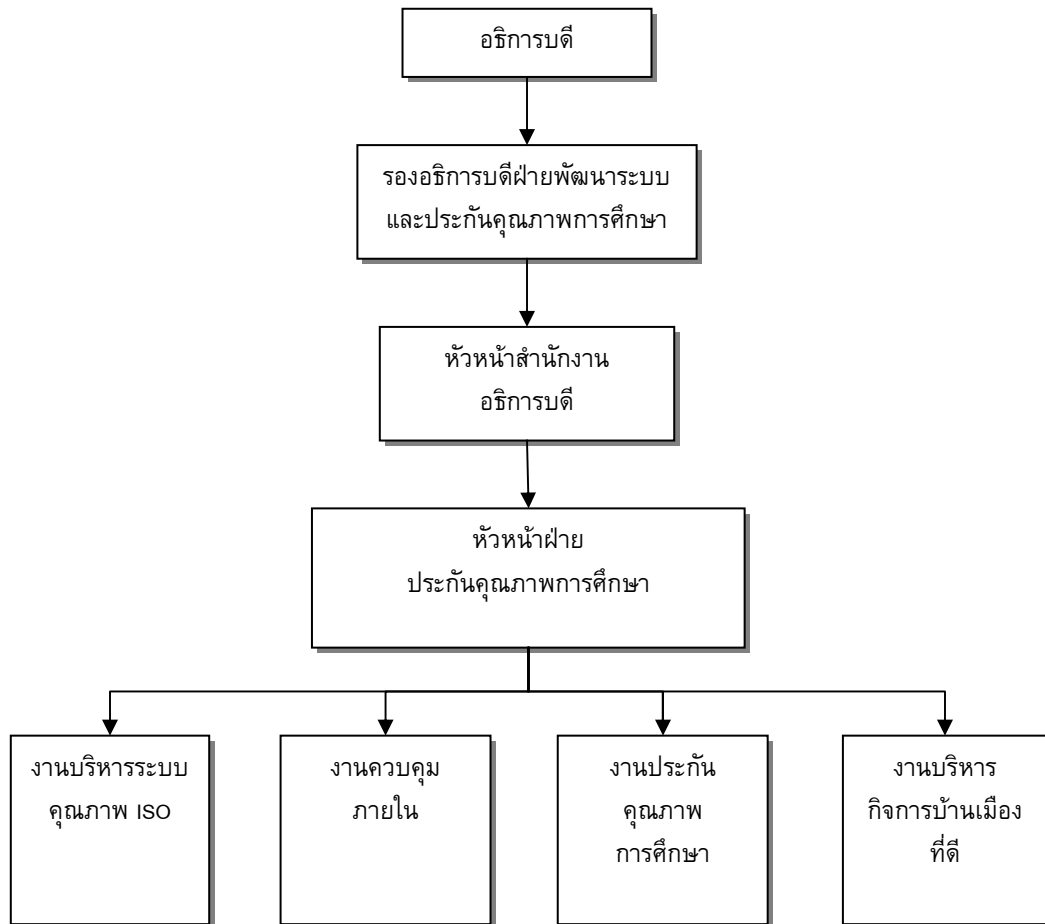 อธิการบดี
รองอธิการบดีฝ่ายพัฒนาระบบ
และประกันคุณภาพการศึกษา
หัวหน้าสำนักงาน
อธิการบดี
หัวหน้าฝ่าย
ประกันคุณภาพการศึกษา
งานบริหารระบบ
คุณภาพ ISO
งานควบคุม
ภายใน
งานประกัน
คุณภาพ
การศึกษา
งานบริหาร
กิจการบ้านเมือง
ที่ดี